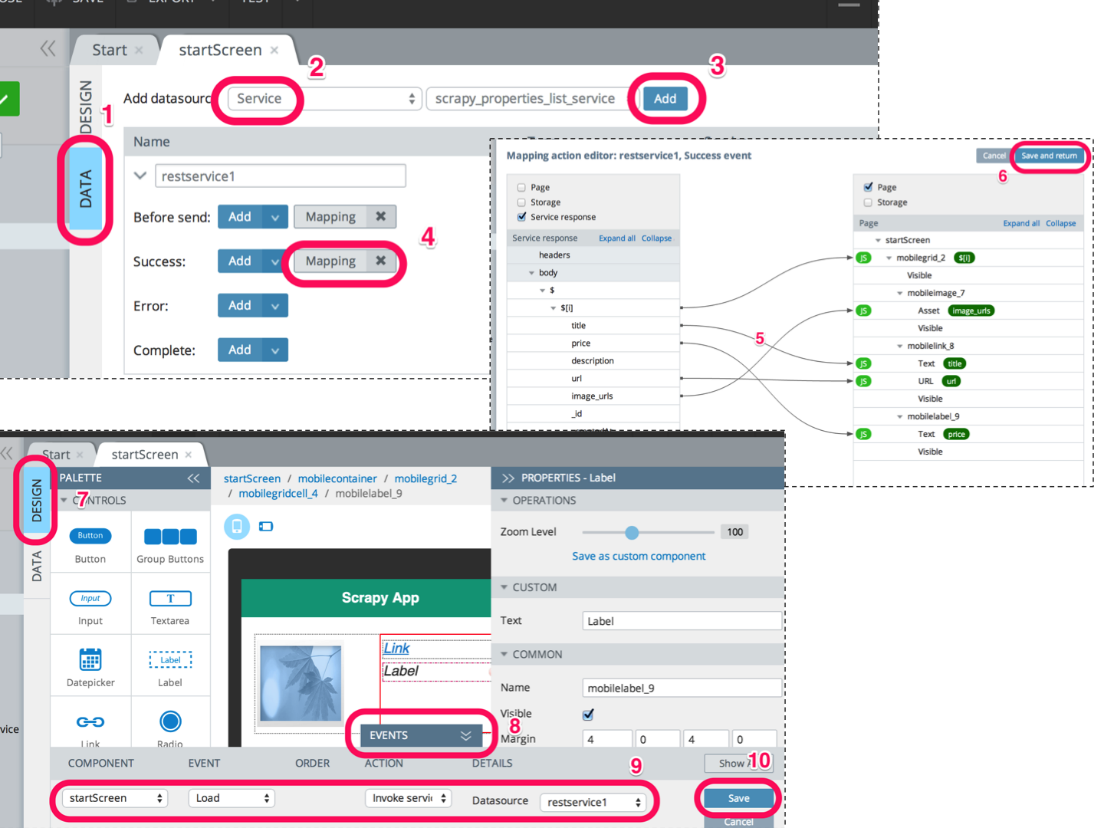 SAVE
EXPORT
TEST
Start ×
startScreen ×
DESIGN
DATA
1
2
3
Add datasourc
Service
scrapy_properties_list_service
Add
Name
restservice1
Before send:
Add
Mapping
Success:
Add
Mapping
4
Error:
Add
Complete:
Add
Mapping action editor: restservice1, Success event
Cancel
Save and return
6
Page
Storage
Service response
Service response Expand all Collapse
headers
body
$
$[i]
title
price
description
url
image_urls
_id
5
Page
Storage
Page Expand all Collapse
startScreen
JS mobilegrid_2 $[i]
Visible
mobileimage_7
JS Asset image_urls
Visible
mobilelink_8
JS Text title
JS URL url
Visible
mobilelabel_9
JS Text price
Visible
Start ×
startScreen ×
DESIGN
DATA
7
PALETTE
CONTROLS
Button
Button
Group Buttons
Input
Input
T
Textarea
Datepicker
Label
Label
Link
Radio
vice
startScreen / mobilecontainer / mobilegrid_2
/ mobilegridcell_4 / mobilelabel_9
Scrapy App
Link
Label
EVENTS
8
PROPERTIES - Label
OPERATIONS
Zoom Level 100
Save as custom component
CUSTOM
Text Label
COMMON
Name mobilelabel_9
Visible
Margin 4 0 4 0
COMPONENT EVENT ORDER ACTION DETAILS
Show
9
10
startScreen Load Invoke servi Datasource restservice1
Save
Cancel